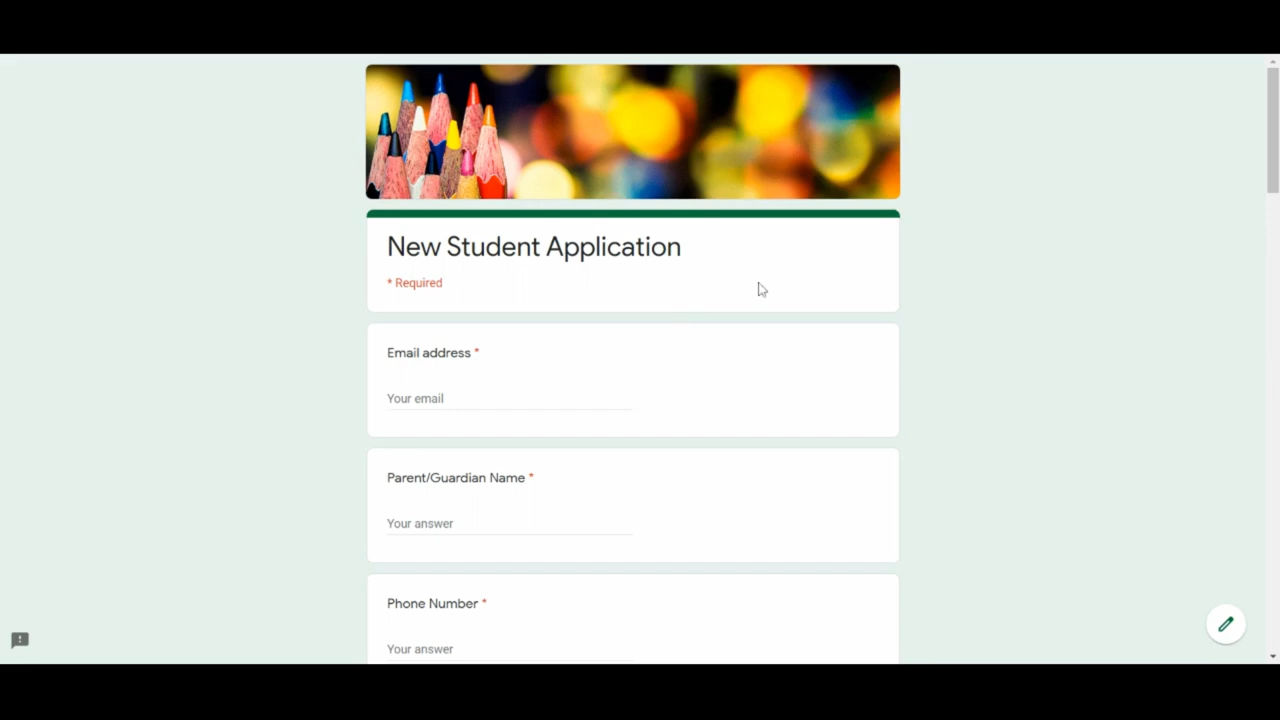 New Student Application
* Required
Email address *
Your email
Parent/Guardian Name *
Your answer
Phone Number *
Your answer